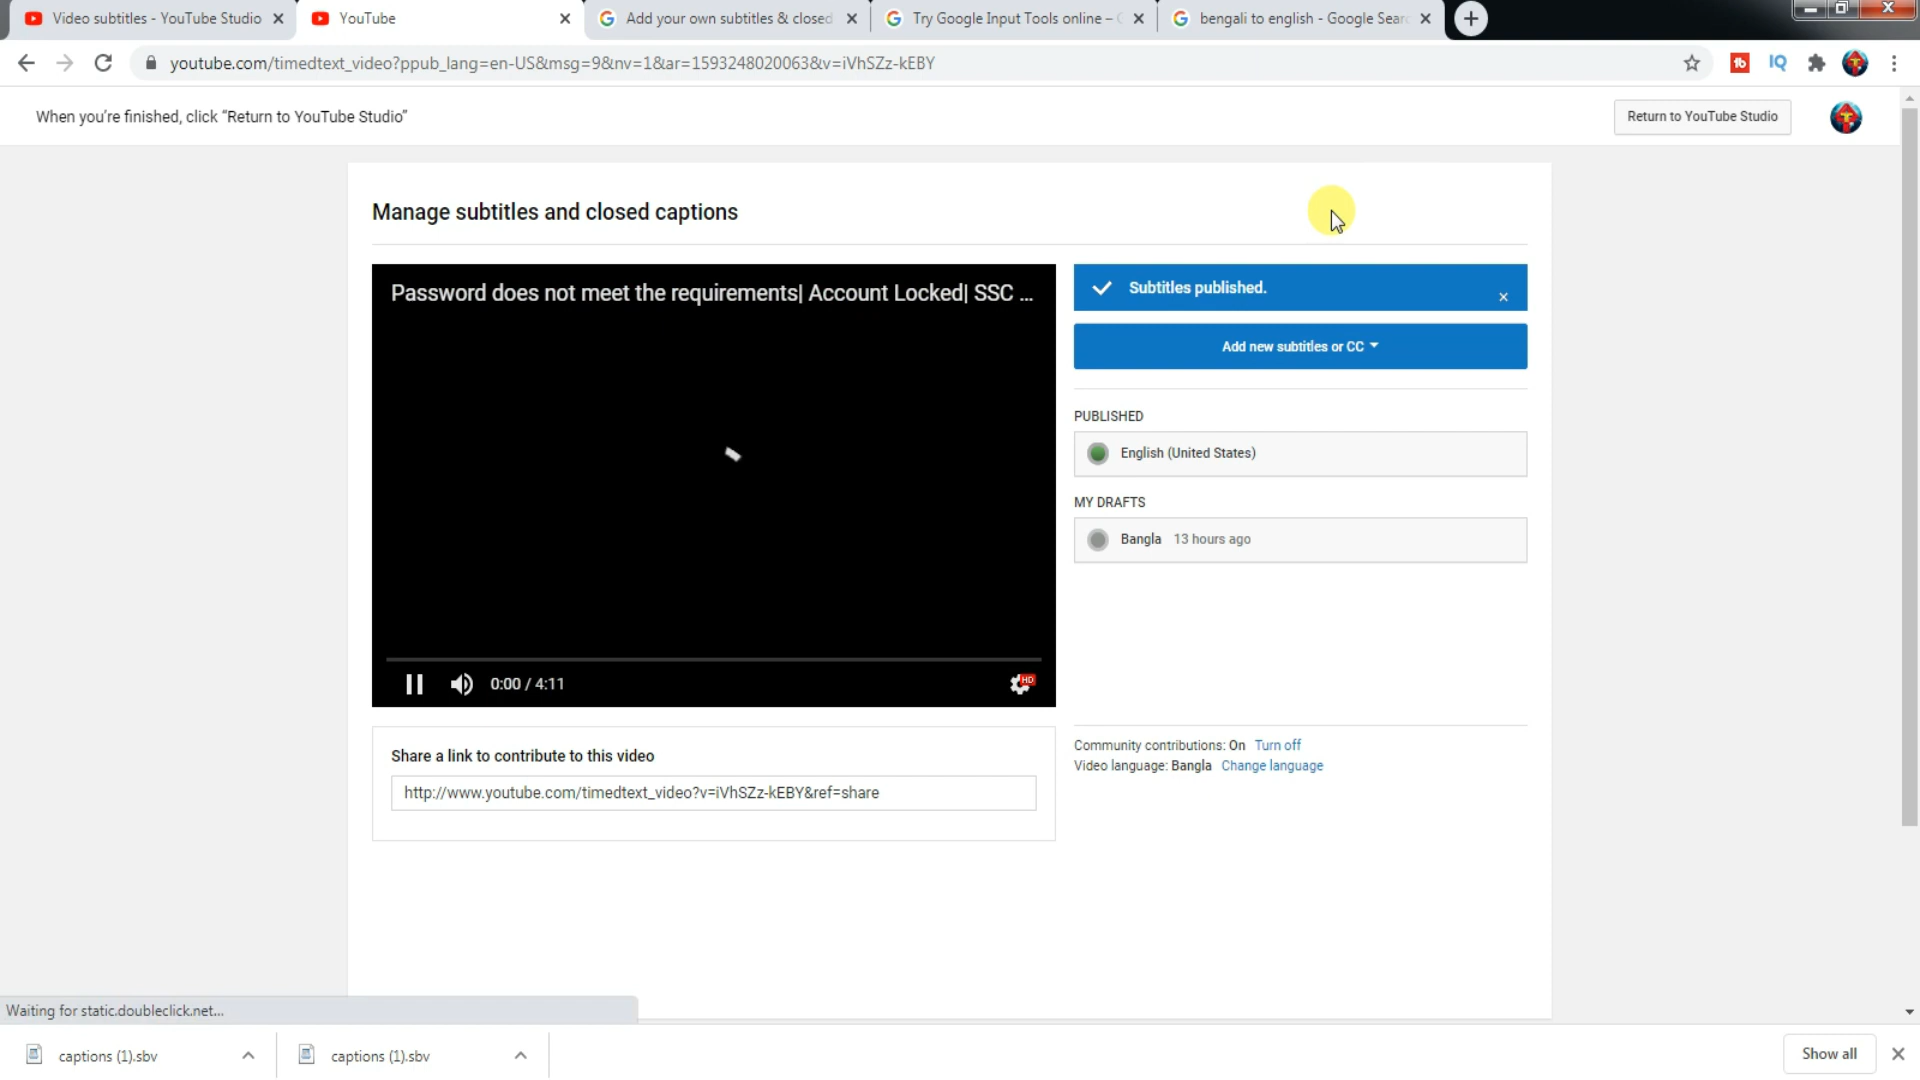 Video subtitles - YouTube Studio
YouTube
Add your own subtitles & closed
Try Google Input Tools online –
bengali to english - Google Sear
youtube.com/timedtext_video?ppub_lang=en-US&msg=9&nv=1&ar=1593248020063&v=iVhSZz-kEBY
When you're finished, click “Return to YouTube Studio”
Return to YouTube Studio
Manage subtitles and closed captions
Password does not meet the requirements| Account Locked| SSC ...
Subtitles published.
Add new subtitles or CC
PUBLISHED
English (United States)
MY DRAFTS
Bangla 13 hours ago
0:00 / 4:11
HD
Share a link to contribute to this video
http://www.youtube.com/timedtext_video?v=iVhSZz-kEBY&ref=share
Community contributions: On Turn off
Video language: Bangla Change language
Waiting for static.doubleclick.net...
captions (1).sbv
captions (1).sbv
Show all